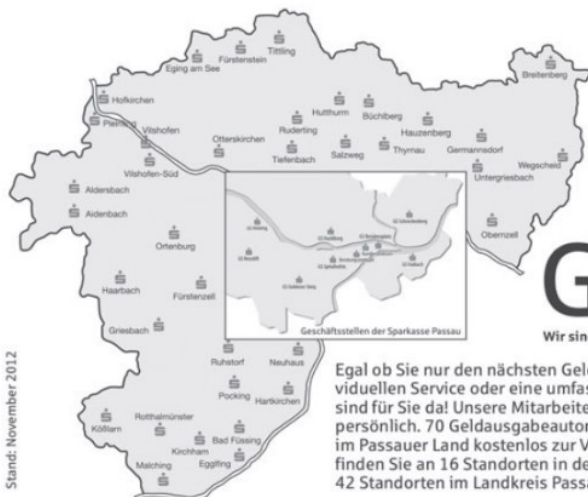 Tittling
Fürstenstein
Eging am See
Breitenberg
Hofkirchen
Hutthurm
Büchlberg
Pleinting
Vilshofen
Ruderting
Hauzenberg
Otterskirchen
Germannsdorf
Vilshofen-Süd
Tiefenbach
Salzweg
Thyrnau
Wegscheid
Untergriesbach
Aldersbach
Aidenbach
Obernzell
Ortenburg
Haarbach
Fürstenzell
Geschäftsstellen der Sparkasse Passau
Griesbach
G
Wir sin
Ruhstorf
Neuhaus
Pocking
Hartkirchen
Rotthalmünster
Kößlarn
Bad Füssing
Kirchham
Egglfing
Malching
Stand: November 2012
Egal ob Sie nur den nächsten Geld
viduellen Service oder eine umfas
sind für Sie da! Unsere Mitarbeite
persönlich. 70 Geldausgabeautor
im Passauer Land kostenlos zur V
finden Sie an 16 Standorten in de
42 Standorten im Landkreis Passa